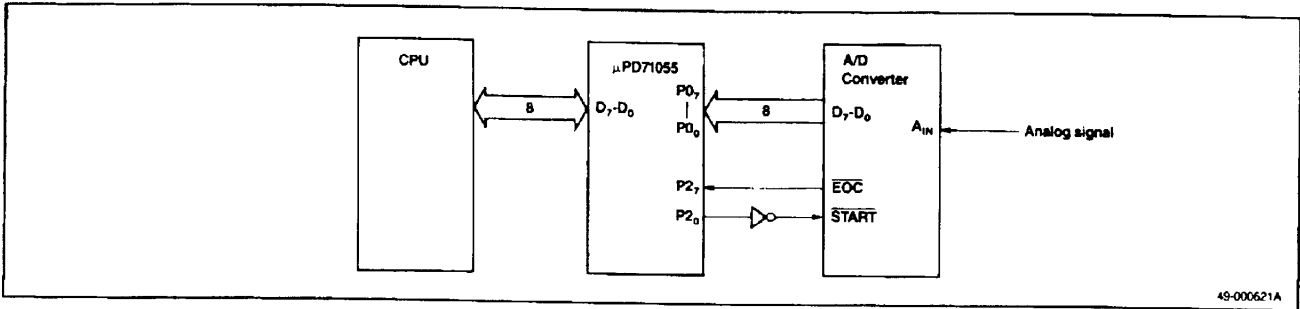 CPU
μPD71055
A/D
Converter
8
D₇-D₀
P0₇
P0₀
8
D₇-D₀
A_IN
Analog signal
P2₇
EOC
P2₀
START
49-000621A